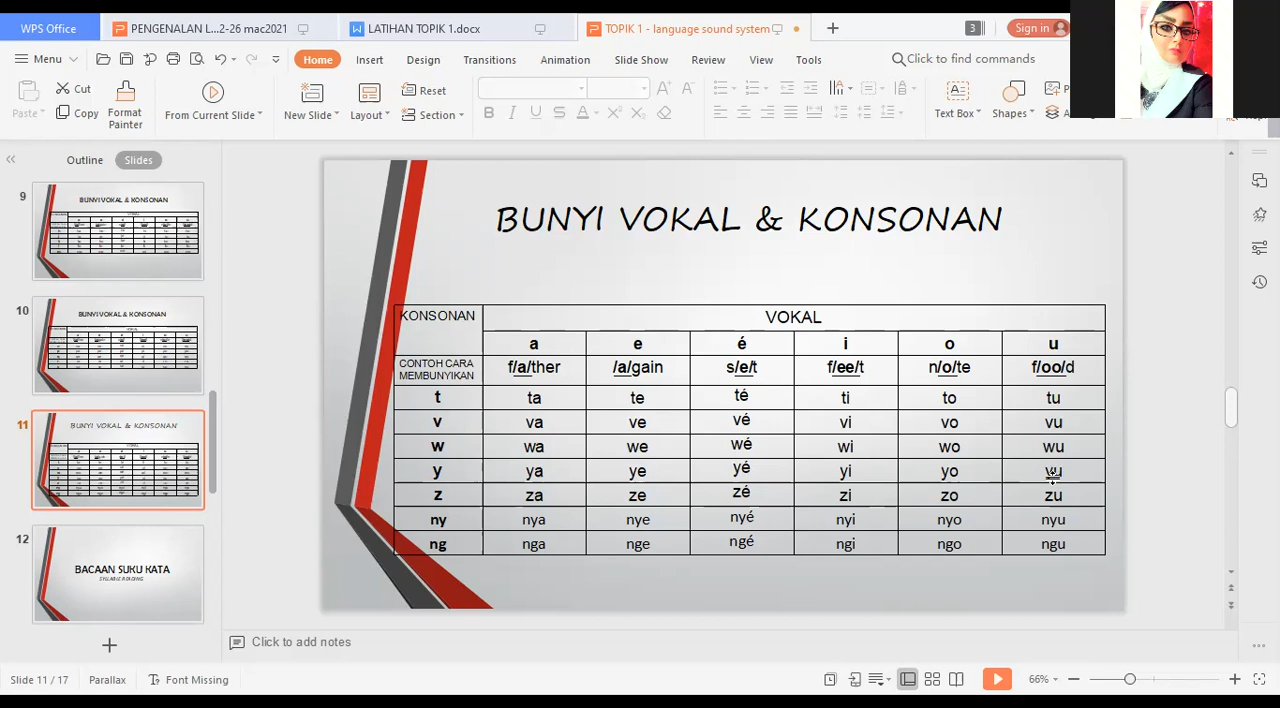 WPS Office
PENGENALAN L...2-26 mac2021
LATIHAN TOPIK 1.docx
TOPIK 1 - language sound system
3
Sign in
Menu
Home
Insert
Design
Transitions
Animation
Slide Show
Review
View
Tools
Click to find commands
Paste
Cut
Format Painter
From Current Slide
New Slide
Layout
Reset
Section
B I U S A X² X₂
Text Box
Shapes
Outline
Slides
9
BUNYI VOKAL & KONSONAN
10
BUNYI VOKAL & KONSONAN
11
BUNYI VOKAL & KONSONAN
12
BACAAN SUKU KATA
SYLLABLE READING
BUNYI VOKAL & KONSONAN
KONSONAN VOKAL
a e é i o u
CONTOH CARA MEMBUNYIKAN f/a/ther /a/gain s/e/t f/ee/t n/o/te f/oo/d
t ta te té ti to tu
v va ve vé vi vo vu
w wa we wé wi wo wu
y ya ye yé yi yo
z za ze zé zi zo zu
ny nya nye nyé nyi nyo nyu
ng nga nge ngé ngi ngo ngu
Click to add notes
Slide 11 / 17
Parallax
Font Missing
66%